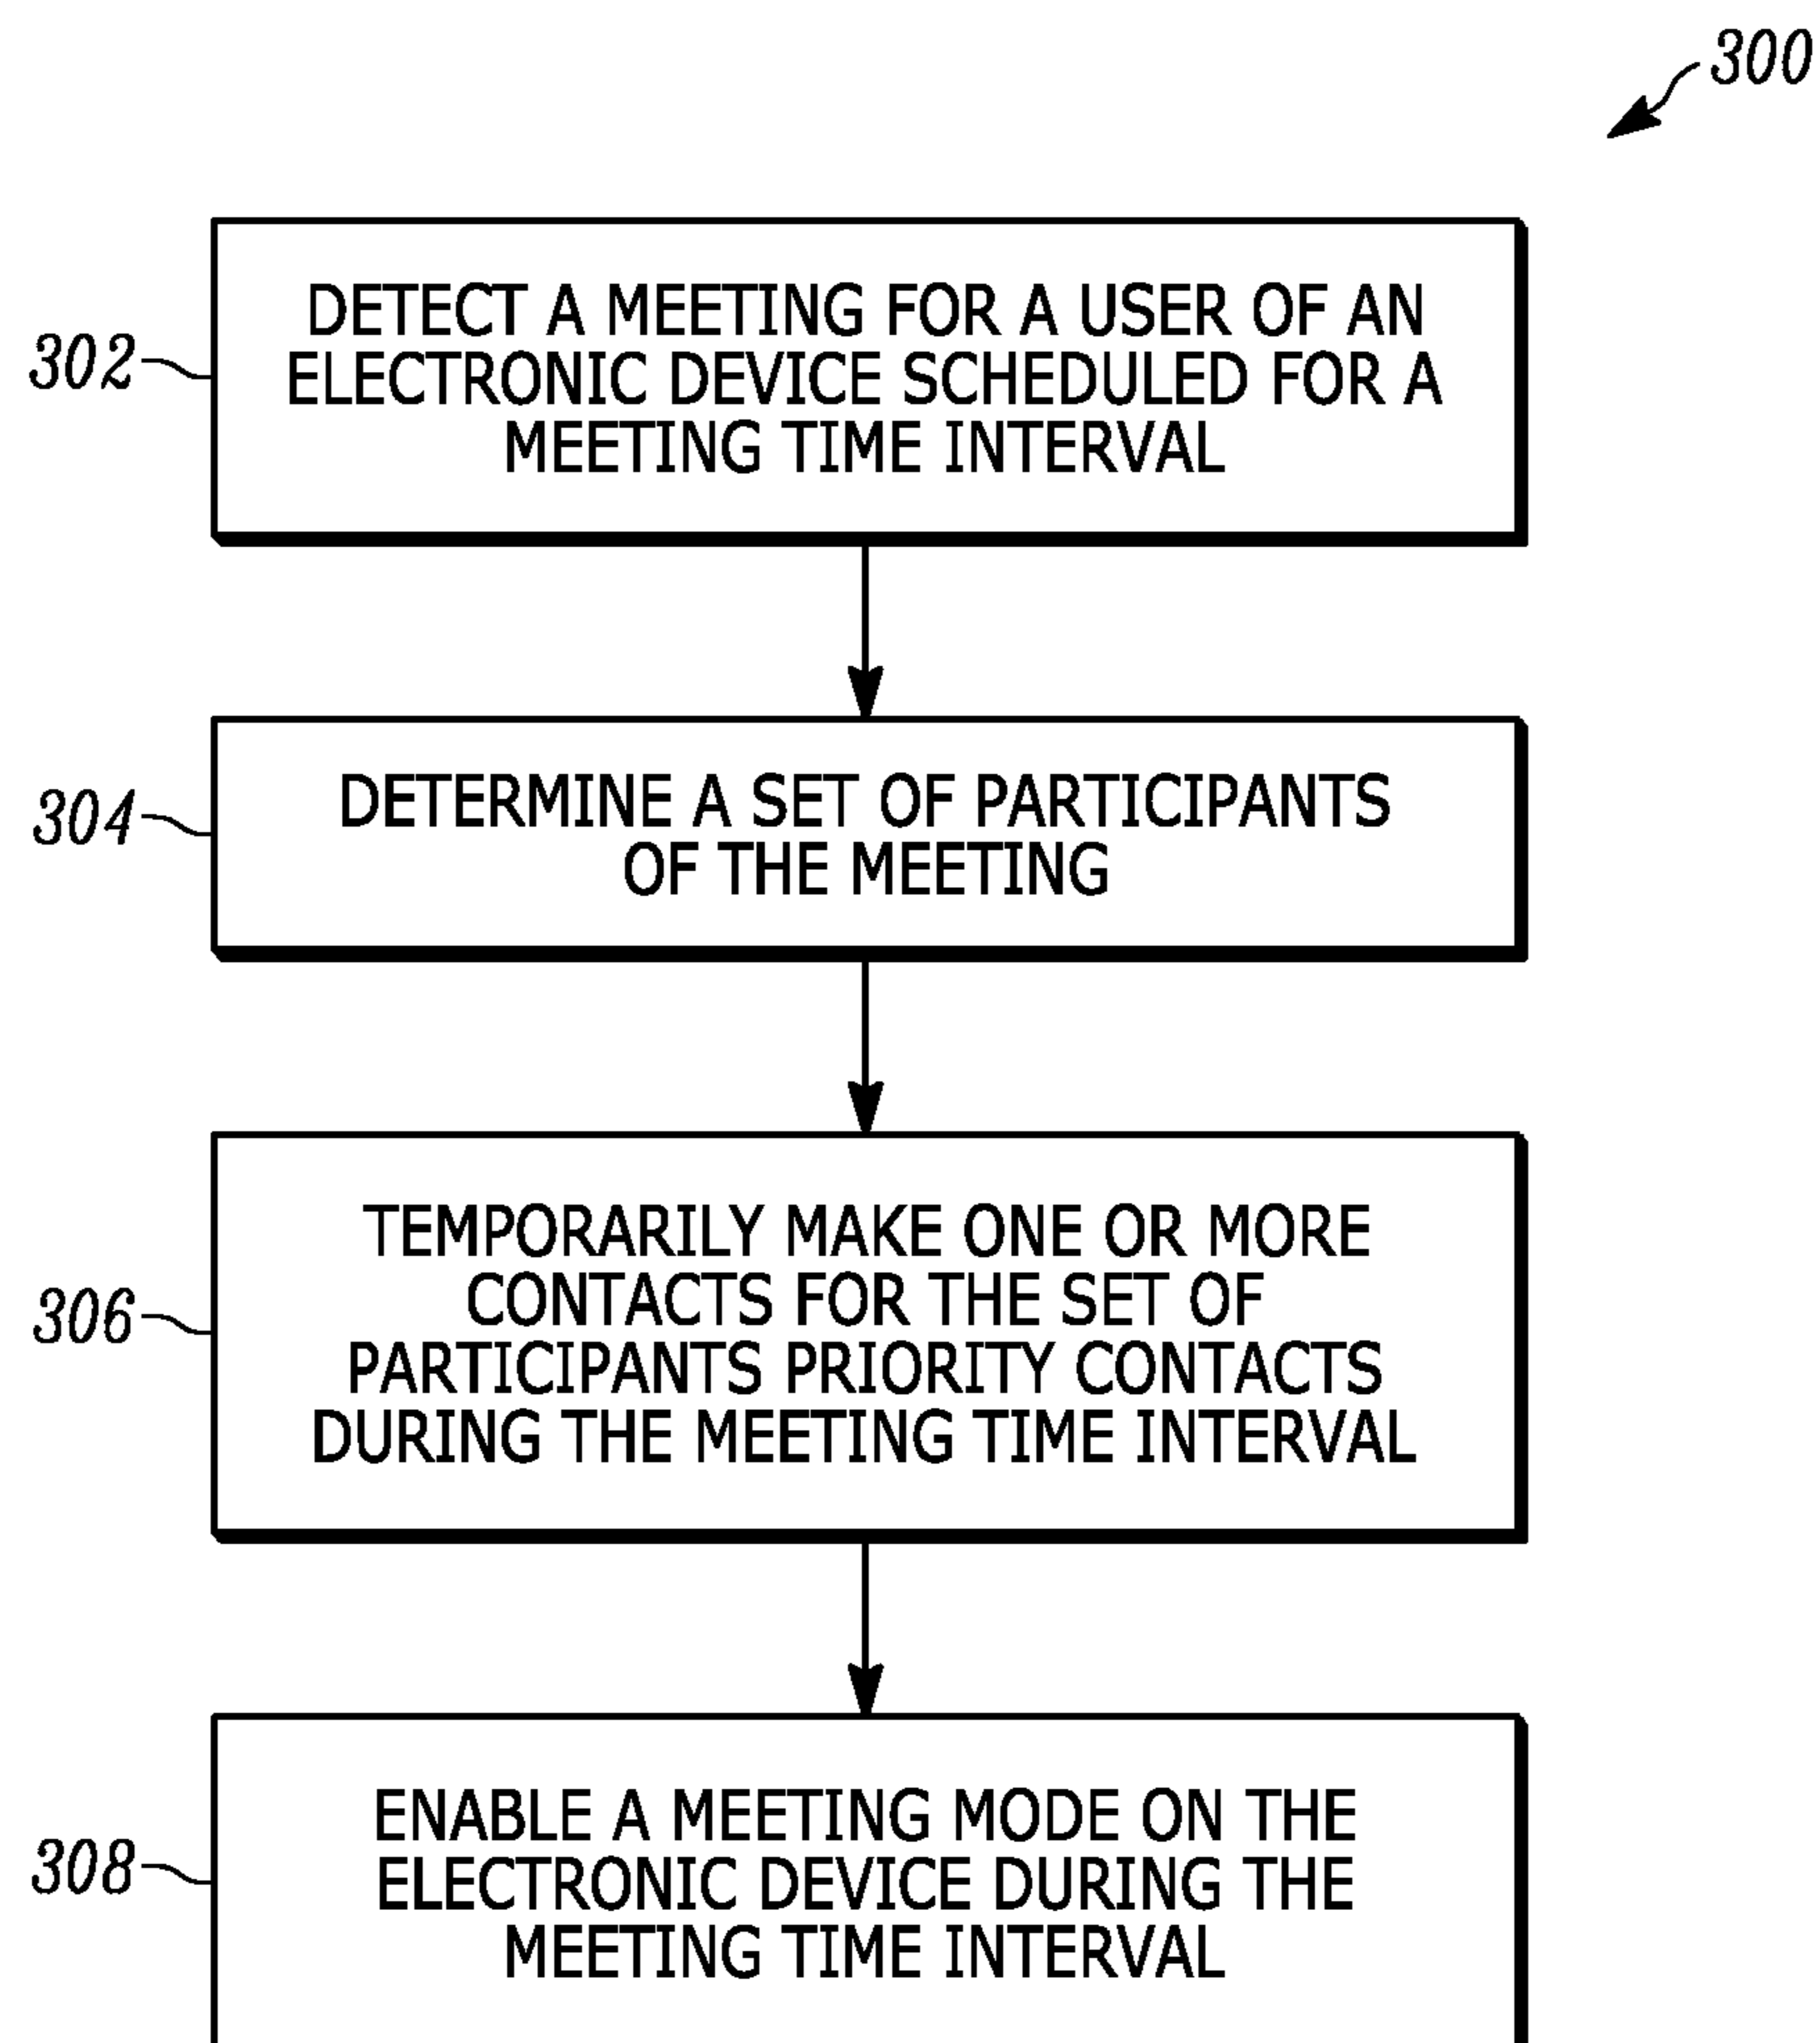 300
302
DETECT A MEETING FOR A USER OF AN
ELECTRONIC DEVICE SCHEDULED FOR A
MEETING TIME INTERVAL
304
DETERMINE A SET OF PARTICIPANTS
OF THE MEETING
306
TEMPORARILY MAKE ONE OR MORE
CONTACTS FOR THE SET OF
PARTICIPANTS PRIORITY CONTACTS
DURING THE MEETING TIME INTERVAL
308
ENABLE A MEETING MODE ON THE
ELECTRONIC DEVICE DURING THE
MEETING TIME INTERVAL